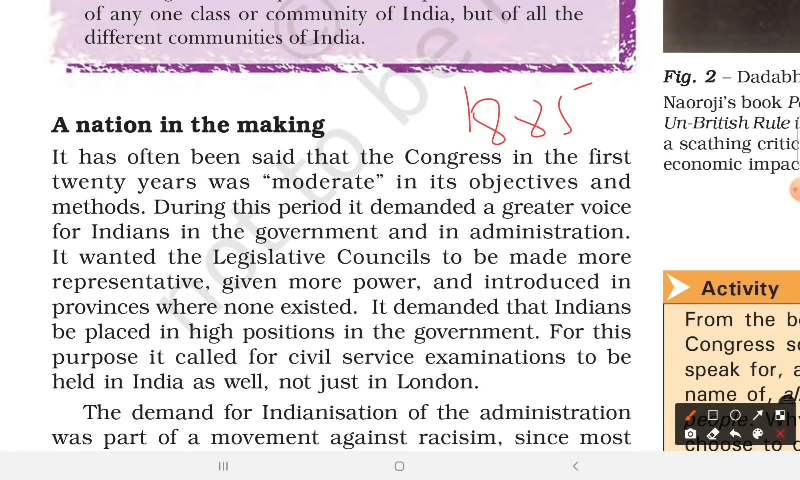 of any one class or community of India, but of all the
different communities of India.
1885
A nation in the making
It has often been said that the Congress in the first
twenty years was “moderate” in its objectives and
methods. During this period it demanded a greater voice
for Indians in the government and in administration.
It wanted the Legislative Councils to be made more
representative, given more power, and introduced in
provinces where none existed. It demanded that Indians
be placed in high positions in the government. For this
purpose it called for civil service examinations to be
held in India as well, not just in London.
The demand for Indianisation of the administration
was part of a movement against racisim, since most
not to be
Fig. 2 – Dadabh
Naoroji's book
Un-British Rule
a scathing critic
economic impac
Activity
From the b
Congress
speak for, a
name of,
choose to